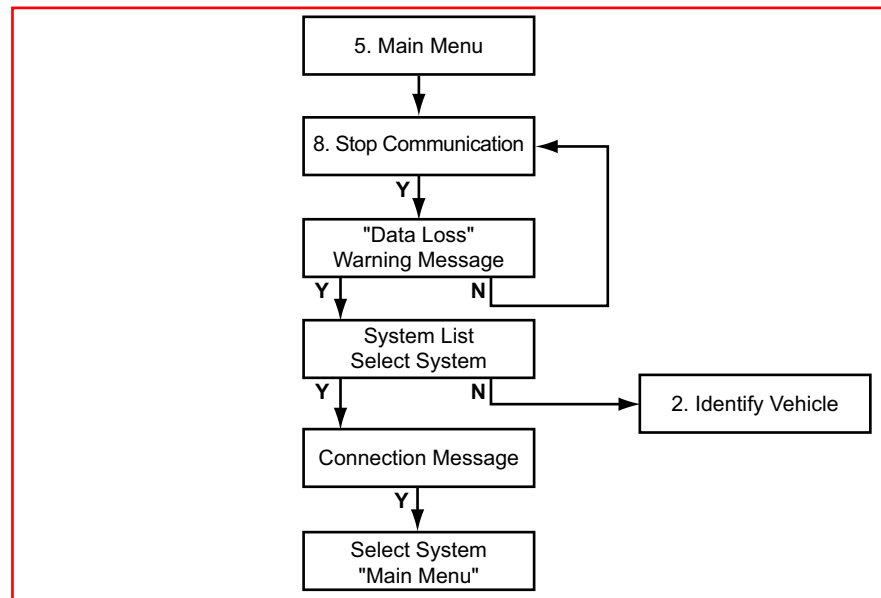 5. Main Menu
8. Stop Communication
Y
"Data Loss"
Warning Message
Y
N
System List
Select System
Y
N
2. Identify Vehicle
Connection Message
Y
Select System
"Main Menu"